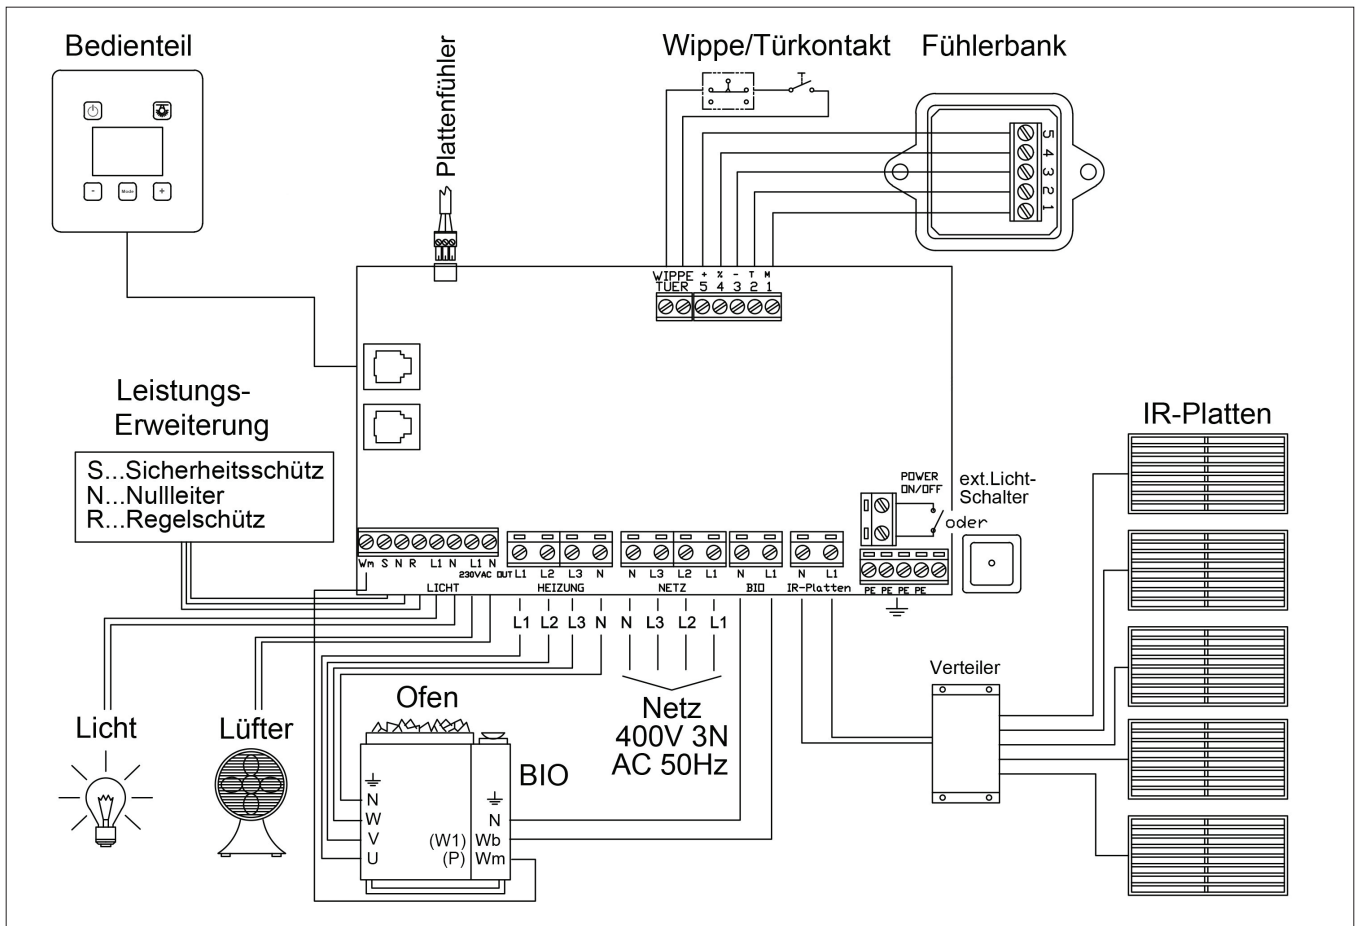 Bedienteil
Plattenfühler
Wippe/Türkontakt
Fühlerbank
- Mode +
5
4
3
2
1
WIPPE + % - T M
TUER 5 4 3 2 1
Leistungs-
Erweiterung
S...Sicherheitsschütz
N...Nullleiter
R...Regelschütz
IR-Platten
POWER
ON/OFF
ext.Licht-
Schalter
oder
Wm S N R L1 N L1 N
230VAC OUT
LICHT
L1 L2 L3 N
HEIZUNG
N L3 L2 L1
NETZ
N L1
BIO
N L1
IR-Platten
PE PE PE PE
L1 L2 L3 N N L3 L2 L1
Verteiler
Licht
Lüfter
Ofen
Netz
400V 3N
AC 50Hz
BIO
N
W
V
U
N
(W1) Wb
(P) Wm